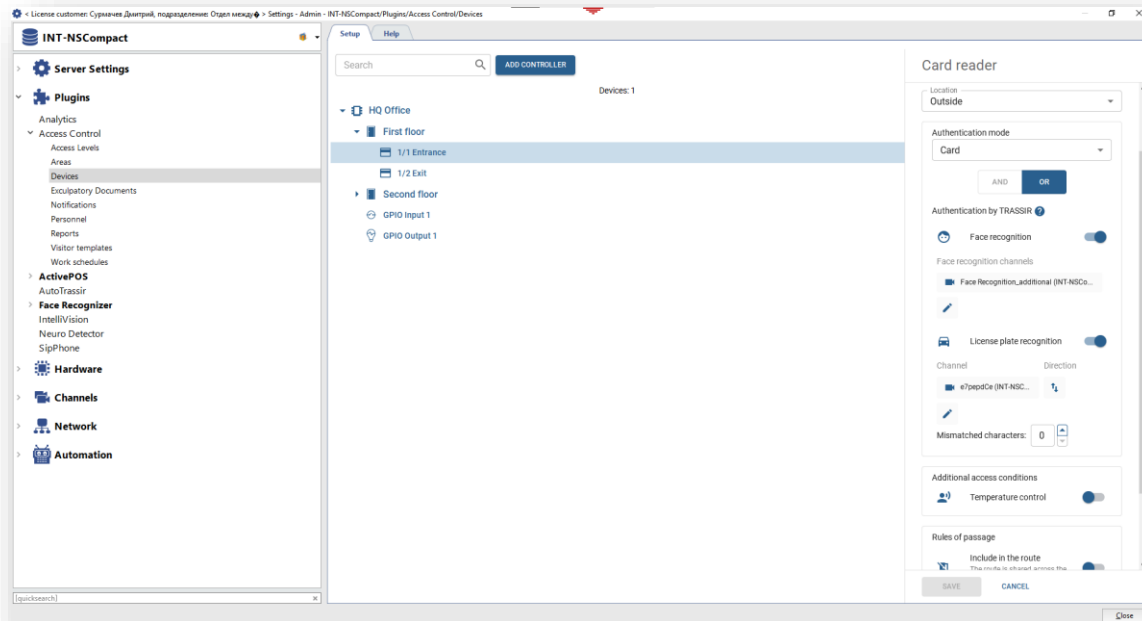 < License customer: Сурмачев Дмитрий, подразделение: Отдел между� > Settings - Admin - INT-NSCompact/Plugins/Access Control/Devices
INT-NSCompact
Server Settings
Plugins
Analytics
Access Control
Access Levels
Areas
Devices
Exculpatory Documents
Notifications
Personnel
Reports
Visitor templates
Work schedules
ActivePOS
AutoTrassir
Face Recognizer
IntelliVision
Neuro Detector
SipPhone
Hardware
Channels
Network
Automation
[quicksearch]
Setup Help
Search ADD CONTROLLER
Devices: 1
HQ Office
First floor
1/1 Entrance
1/2 Exit
Second floor
GPIO Input 1
GPIO Output 1
Card reader
Location
Outside
Authentication mode
Card
AND OR
Authentication by TRASSIR ?
Face recognition
Face recognition channels
Face Recognition_additional (INT-NSCo...
License plate recognition
Channel Direction
e7pepdCe (INT-NSC...
Mismatched characters: 0
Additional access conditions
Temperature control
Rules of passage
Include in the route
The route is shared across the
SAVE CANCEL
Close